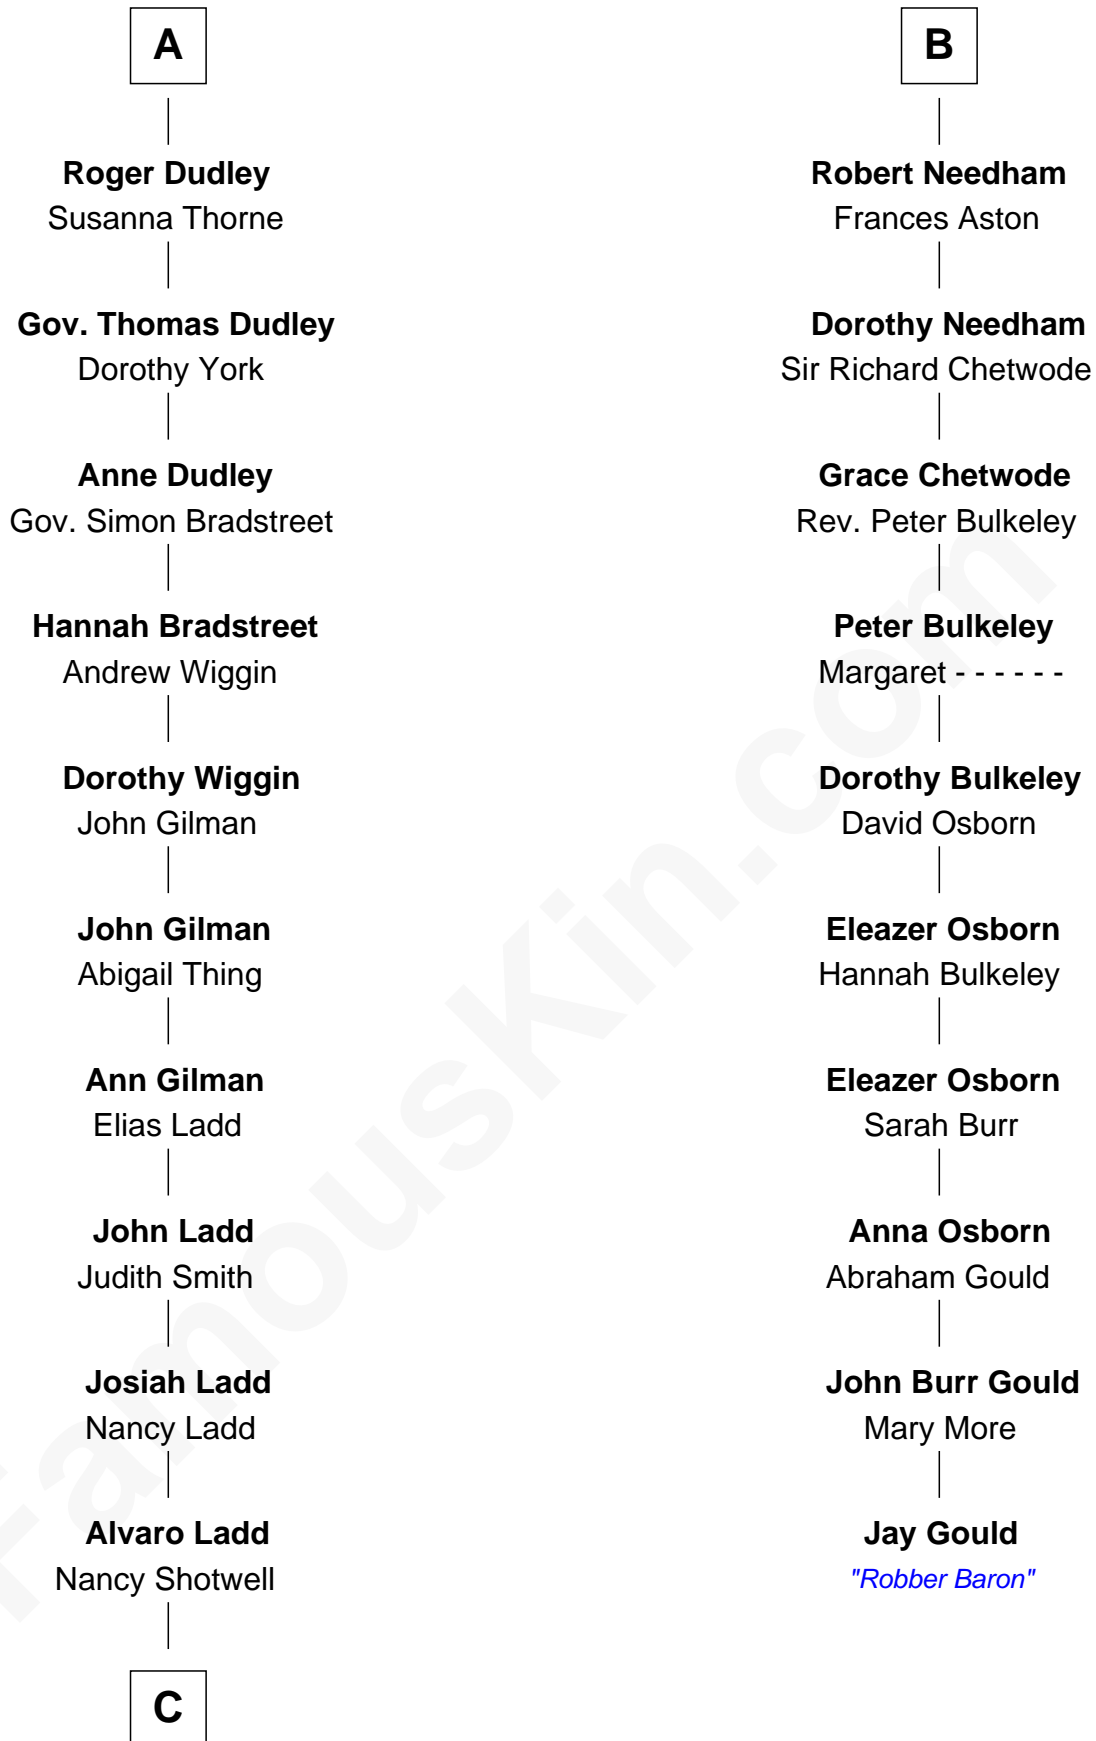 A
Roger Dudley
Susanna Thorne
Gov. Thomas Dudley
Dorothy York
Anne Dudley
Gov. Simon Bradstreet
Hannah Bradstreet
Andrew Wiggin
Dorothy Wiggin
John Gilman
John Gilman
Abigail Thing
Ann Gilman
Elias Ladd
John Ladd
Judith Smith
Josiah Ladd
Nancy Ladd
Alvaro Ladd
Nancy Shotwell
C
B
Robert Needham
Frances Aston
Dorothy Needham
Sir Richard Chetwode
Grace Chetwode
Rev. Peter Bulkeley
Peter Bulkeley
Margaret - - - - - -
Dorothy Bulkeley
David Osborn
Eleazer Osborn
Hannah Bulkeley
Eleazer Osborn
Sarah Burr
Anna Osborn
Abraham Gould
John Burr Gould
Mary More
Jay Gould
"Robber Baron"
FamousKin.com